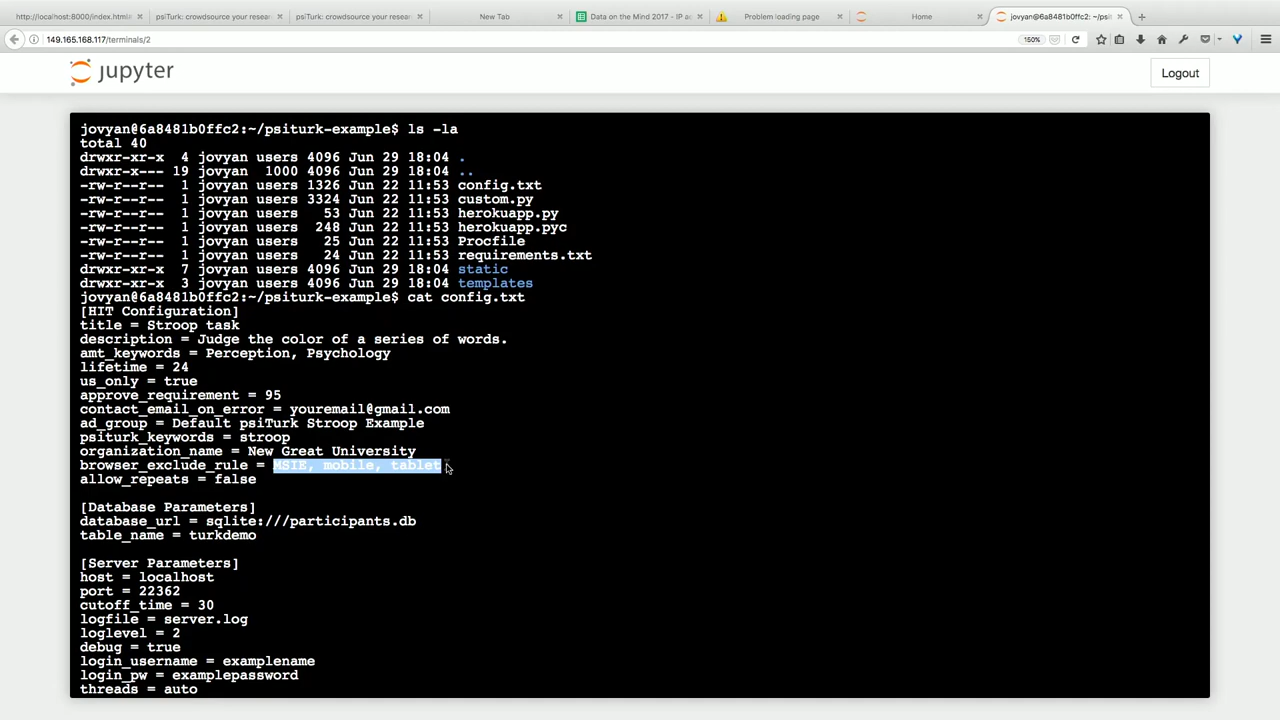 http://localhost:8000/index.html#
psiTurk: crowdsource your resear
psiTurk: crowdsource your resear
New Tab
Data on the Mind 2017 - IP a
Problem loading page
Home
jovyan@6a8481b0ffc2: ~/psit
149.165.168.117/terminals/2
150%
jupyter
Logout
jovyan@6a8481b0ffc2:~/psiturk-example$ ls -la
total 40
drwxr-xr-x  4 jovyan users 4096 Jun 29 18:04 .
drwxr-x--- 19 jovyan  1000 4096 Jun 29 18:04 ..
-rw-r--r--  1 jovyan users 1326 Jun 22 11:53 config.txt
-rw-r--r--  1 jovyan users 3324 Jun 22 11:53 custom.py
-rw-r--r--  1 jovyan users   53 Jun 22 11:53 herokuapp.py
-rw-r--r--  1 jovyan users  248 Jun 22 11:53 herokuapp.pyc
-rw-r--r--  1 jovyan users   25 Jun 22 11:53 Procfile
-rw-r--r--  1 jovyan users   24 Jun 22 11:53 requirements.txt
drwxr-xr-x  7 jovyan users 4096 Jun 29 18:04 static
drwxr-xr-x  3 jovyan users 4096 Jun 29 18:04 templates
jovyan@6a8481b0ffc2:~/psiturk-example$ cat config.txt
[HIT Configuration]
title = Stroop task
description = Judge the color of a series of words.
amt_keywords = Perception, Psychology
lifetime = 24
us_only = true
approve_requirement = 95
contact_email_on_error = youremail@gmail.com
ad_group = Default psiTurk Stroop Example
psiturk_keywords = stroop
organization_name = New Great University
browser_exclude_rule = MSIE, mobile, tablet
allow_repeats = false
[Database Parameters]
database_url = sqlite:///participants.db
table_name = turkdemo
[Server Parameters]
host = localhost
port = 22362
cutoff_time = 30
logfile = server.log
loglevel = 2
debug = true
login_username = examplename
login_pw = examplepassword
threads = auto